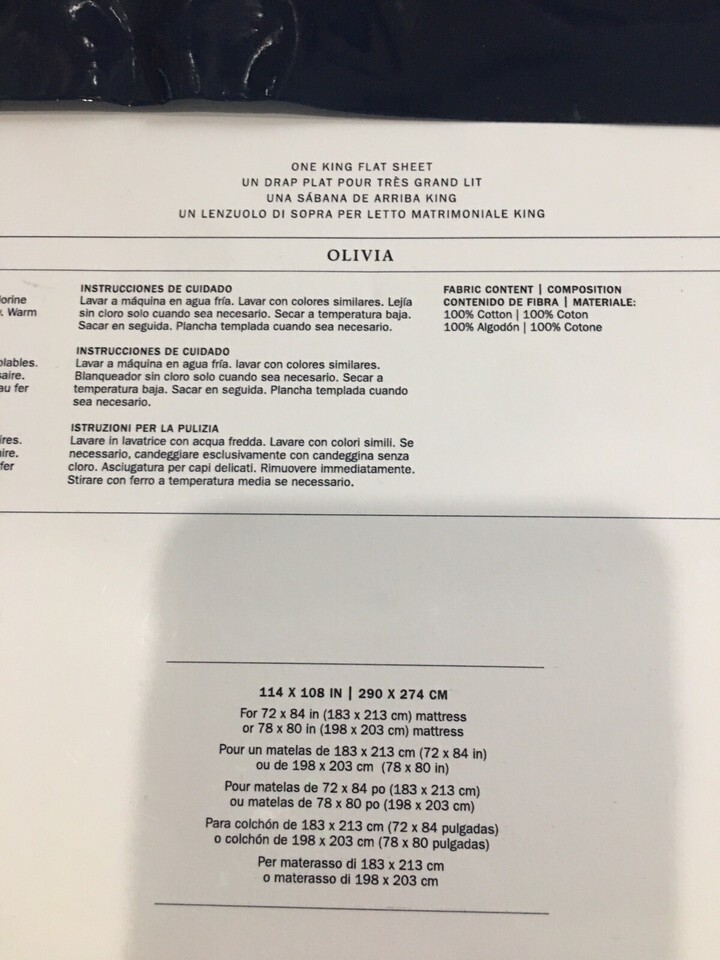 ONE KING FLAT SHEET
UN DRAP PLAT POUR TRÈS GRAND LIT
UNA SÁBANA DE ARRIBA KING
UN LENZUOLO DI SOPRA PER LETTO MATRIMONIALE KING
OLIVIA
orine
. Warm
olables.
saire.
au fer
ires.
ire.
fer
INSTRUCCIONES DE CUIDADO
Lavar a máquina en agua fría. Lavar con colores similares. Lejía
sin cloro solo cuando sea necesario. Secar a temperatura baja.
Sacar en seguida. Plancha templada cuando sea necesario.
INSTRUCCIONES DE CUIDADO
Lavar a máquina en agua fría. lavar con colores similares.
Blanqueador sin cloro solo cuando sea necesario. Secar a
temperatura baja. Sacar en seguida. Plancha templada cuando
sea necesario.
ISTRUZIONI PER LA PULIZIA
Lavare in lavatrice con acqua fredda. Lavare con colori simili. Se
necessario, candeggiare esclusivamente con candeggina senza
cloro. Asciugatura per capi delicati. Rimuovere immediatamente.
Stirare con ferro a temperatura media se necessario.
FABRIC CONTENT | COMPOSITION
CONTENIDO DE FIBRA | MATERIALE:
100% Cotton | 100% Coton
100% Algodón | 100% Cotone
114 X 108 IN | 290 X 274 CM
For 72 x 84 in (183 x 213 cm) mattress
or 78 x 80 in (198 x 203 cm) mattress
Pour un matelas de 183 x 213 cm (72 x 84 in)
ou de 198 x 203 cm (78 x 80 in)
Pour matelas de 72 x 84 po (183 x 213 cm)
ou matelas de 78 x 80 po (198 x 203 cm)
Para colchón de 183 x 213 cm (72 x 84 pulgadas)
o colchón de 198 x 203 cm (78 x 80 pulgadas)
Per materasso di 183 x 213 cm
o materasso di 198 x 203 cm